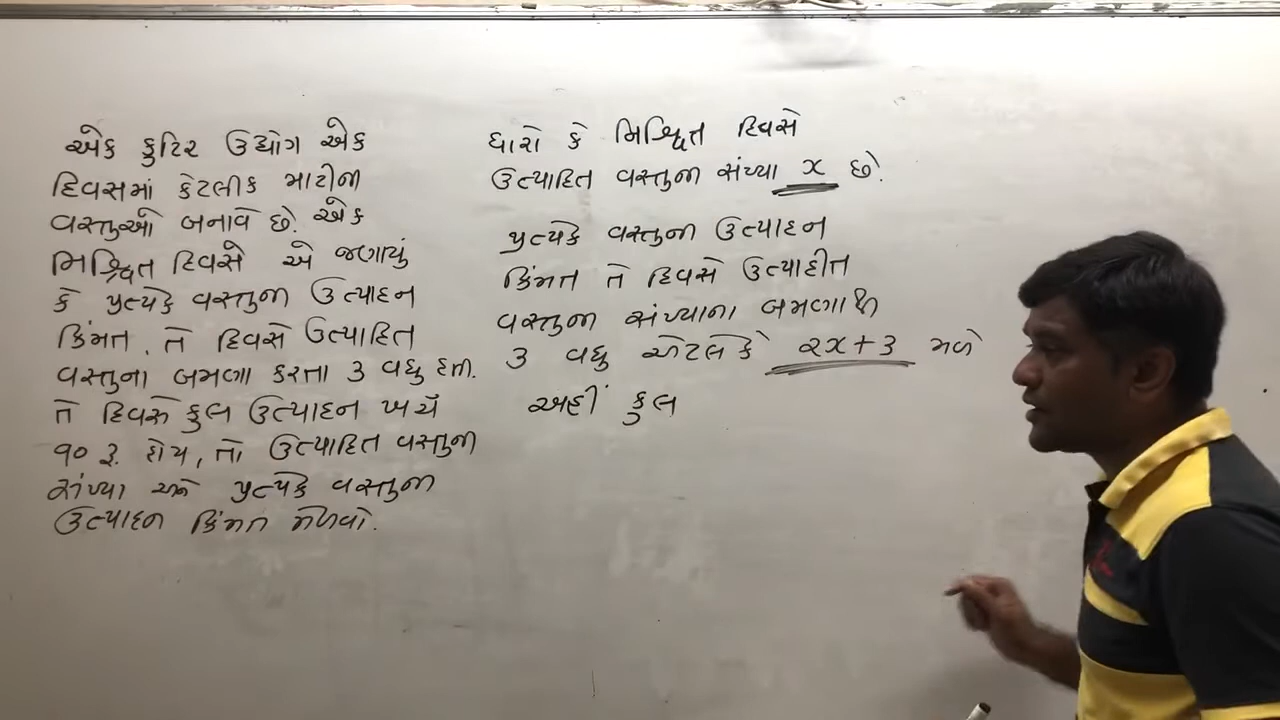 એક કુટિર ઉદ્યોગ એક
દિવસમાં કેટલીક માટીની
વસ્તુઓ બનાવે છે. એક
નિશ્ચિત દિવસે એ જણાયું
કે પ્રત્યેક વસ્તુની ઉત્પાદન
કિંમત, તે દિવસે ઉત્પાદિત
વસ્તુના બમણા કરતા 3 વધુ હતી.
તે દિવસે કુલ ઉત્પાદન ખર્ચ
૯૦ રૂ. હોય, તો ઉત્પાદિત વસ્તુની
સંખ્યા અને પ્રત્યેક વસ્તુની
ઉત્પાદન કિંમત મેળવો.
ધારો કે નિશ્ચિત દિવસે
ઉત્પાદિત વસ્તુની સંખ્યા x છે.
પ્રત્યેક વસ્તુની ઉત્પાદન
કિંમત તે દિવસે ઉત્પાદીત
વસ્તુની સંખ્યાના બમણાથી
3 વધુ એટલે કે 2x + 3 મળે
અહીં કુલ